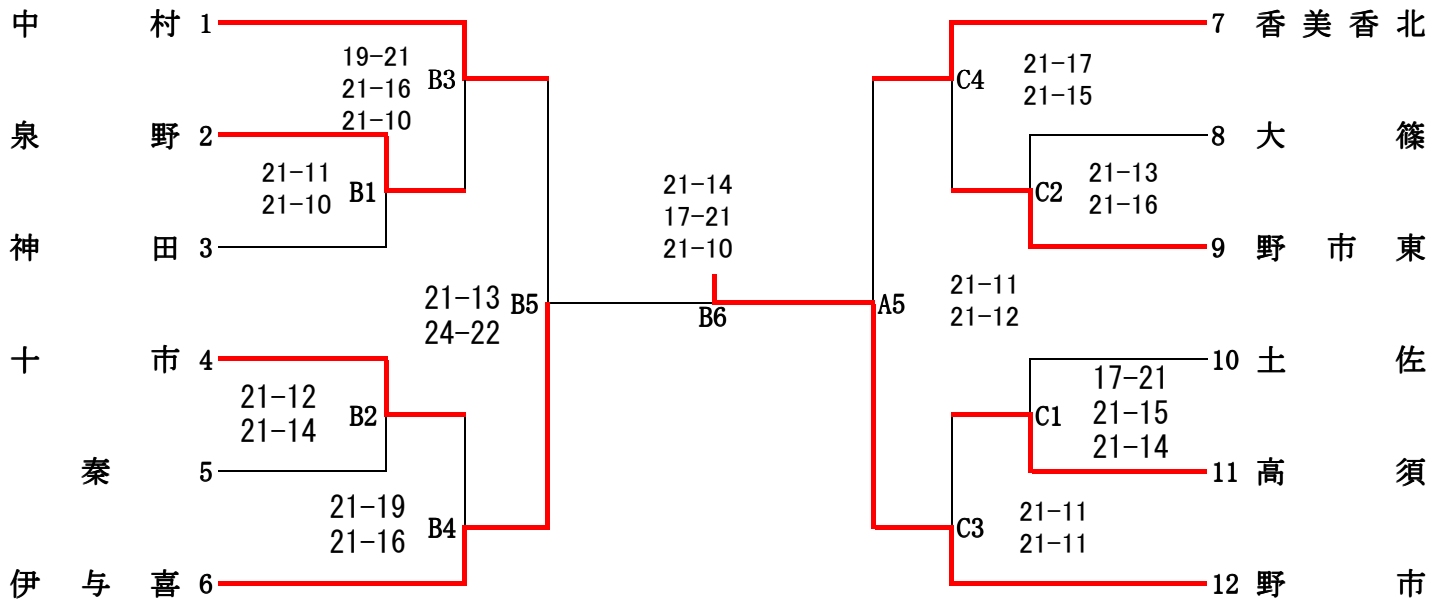 中村 1
19-21
21-16
21-10
B3
泉野 2
21-11
21-10
B1
神田 3
21-13
24-22
B5
十市 4
21-12
21-14
B2
秦 5
21-19
21-16
B4
伊与喜 6
21-14
17-21
21-10
B6
7 香美香北
C4
21-17
21-15
8 大篠
C2
21-13
21-16
9 野市東
A5
21-11
21-12
10 土佐
C1
17-21
21-15
21-14
11 高須
C3
21-11
21-11
12 野市